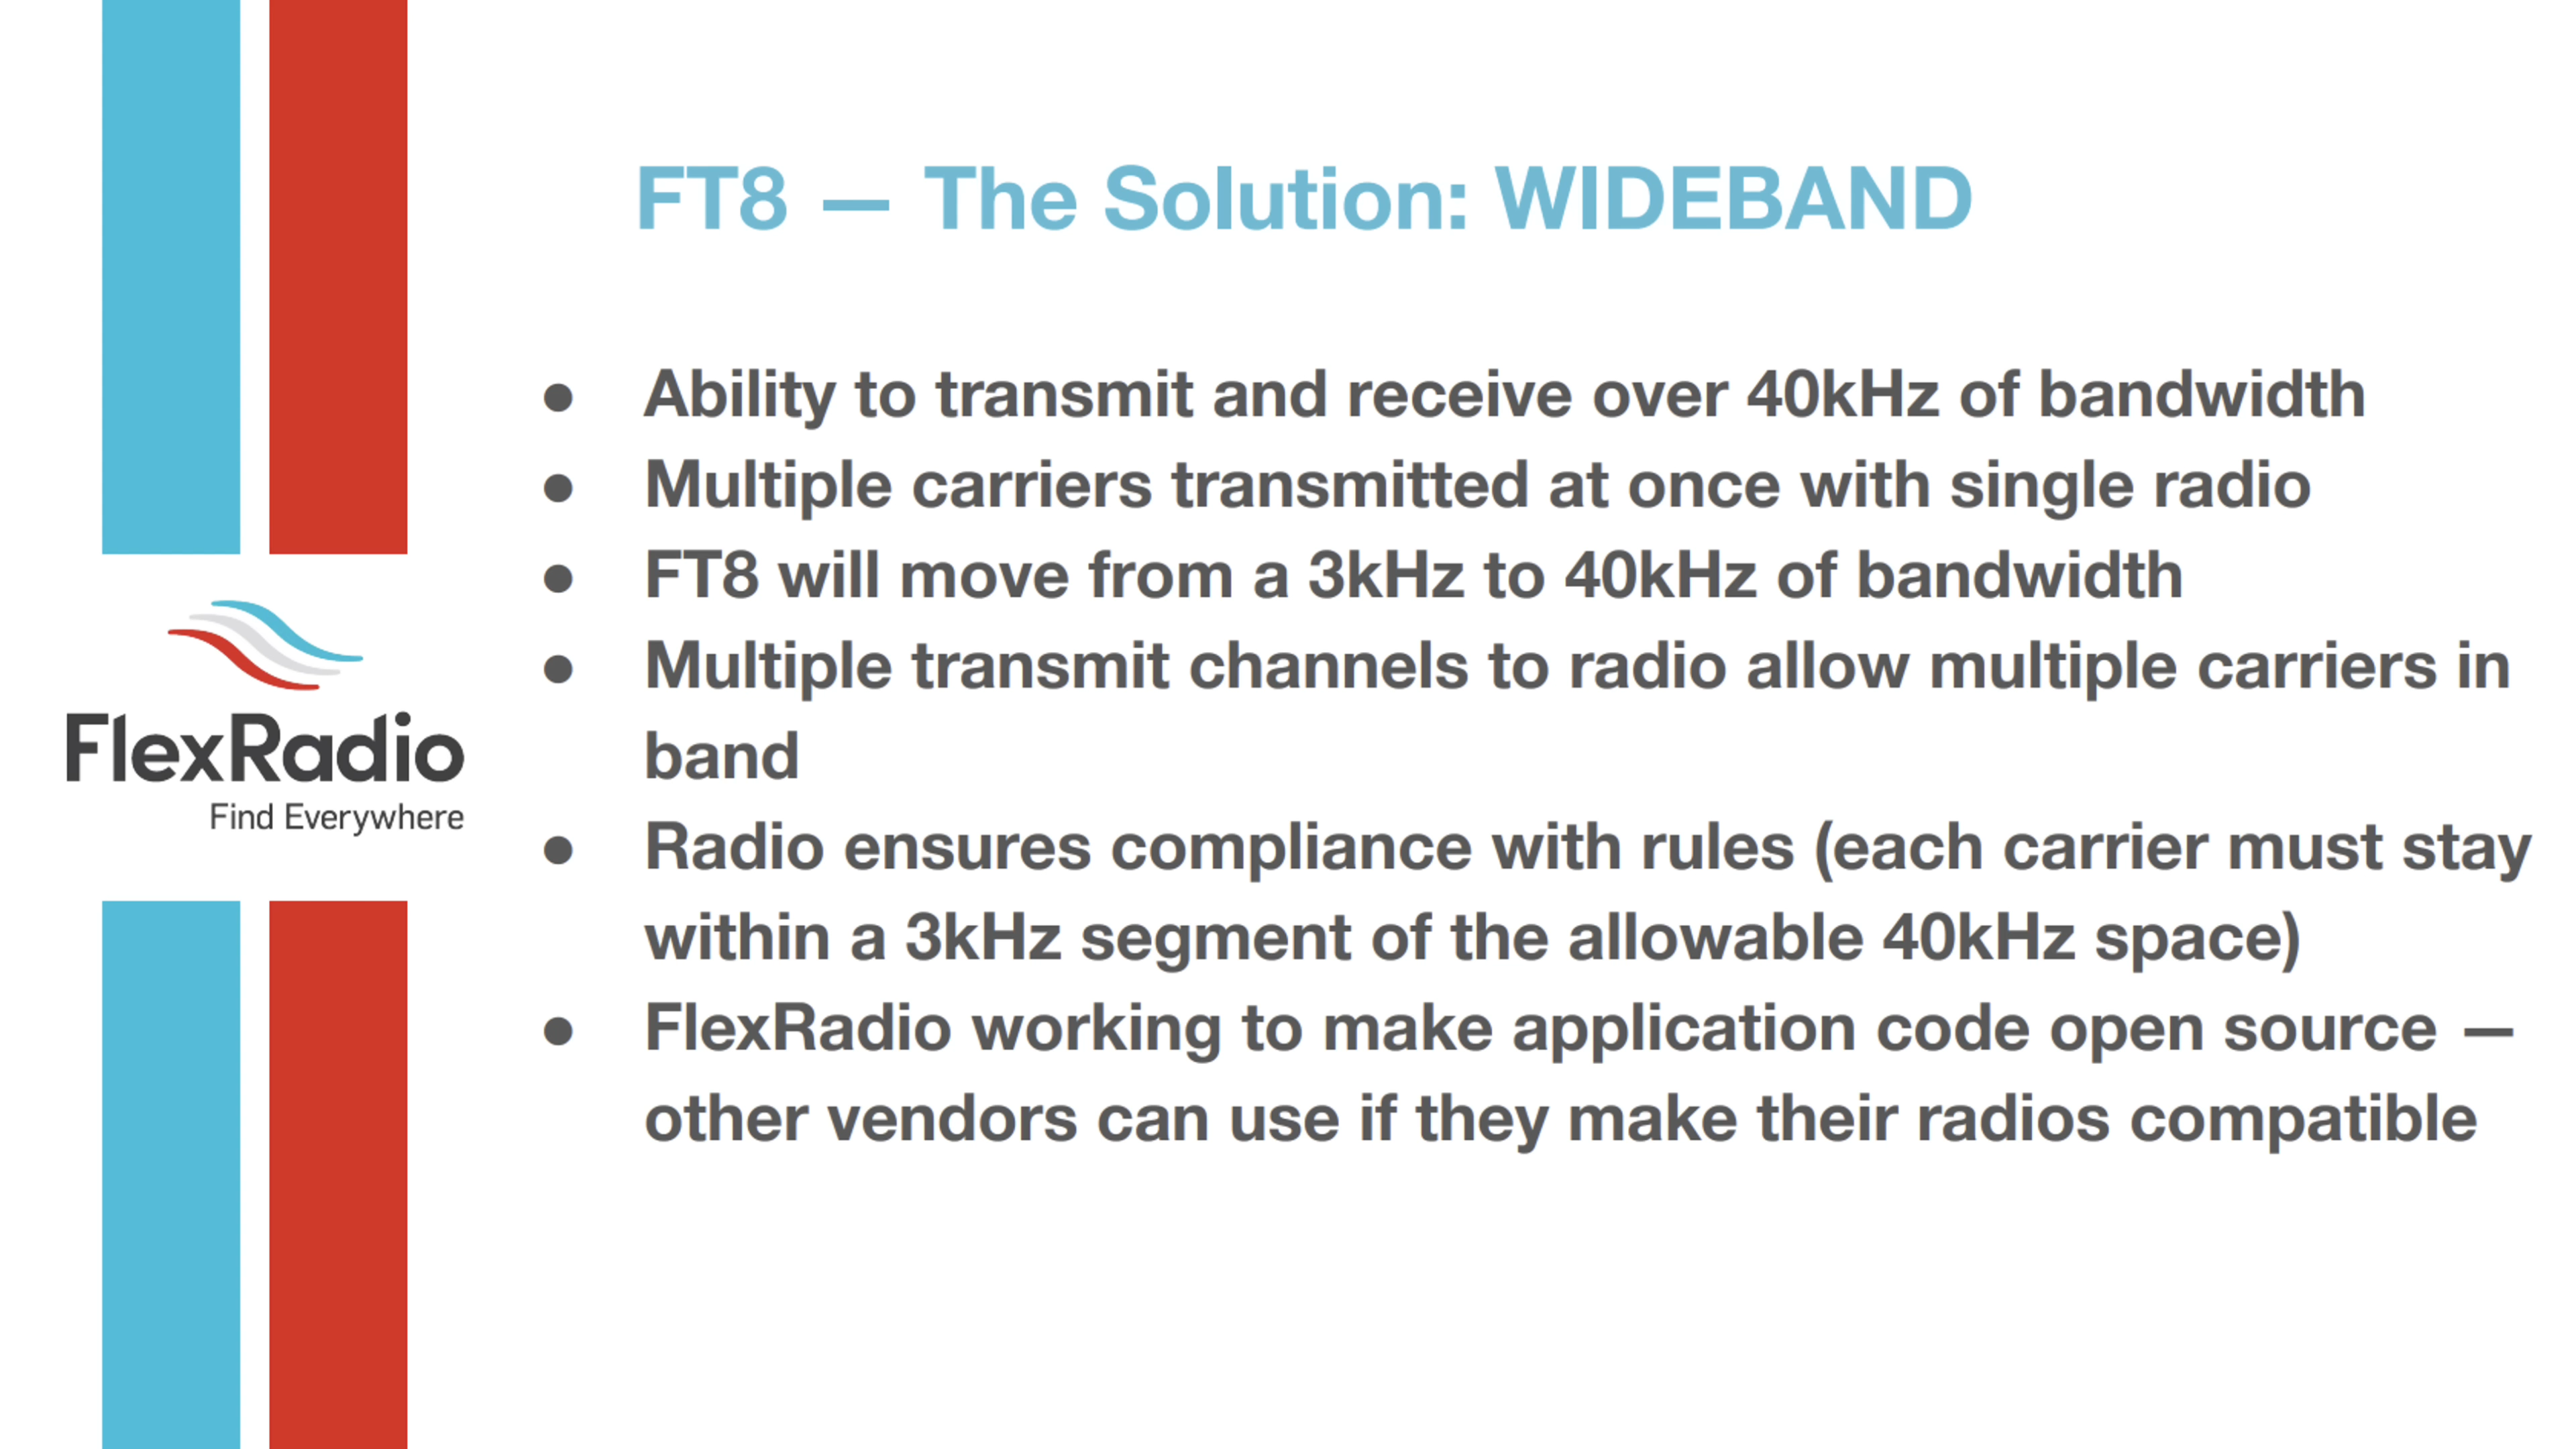 FT8 — The Solution: WIDEBAND
● Ability to transmit and receive over 40kHz of bandwidth
● Multiple carriers transmitted at once with single radio
● FT8 will move from a 3kHz to 40kHz of bandwidth
● Multiple transmit channels to radio allow multiple carriers in
band
● Radio ensures compliance with rules (each carrier must stay
within a 3kHz segment of the allowable 40kHz space)
● FlexRadio working to make application code open source —
other vendors can use if they make their radios compatible
FlexRadio
Find Everywhere